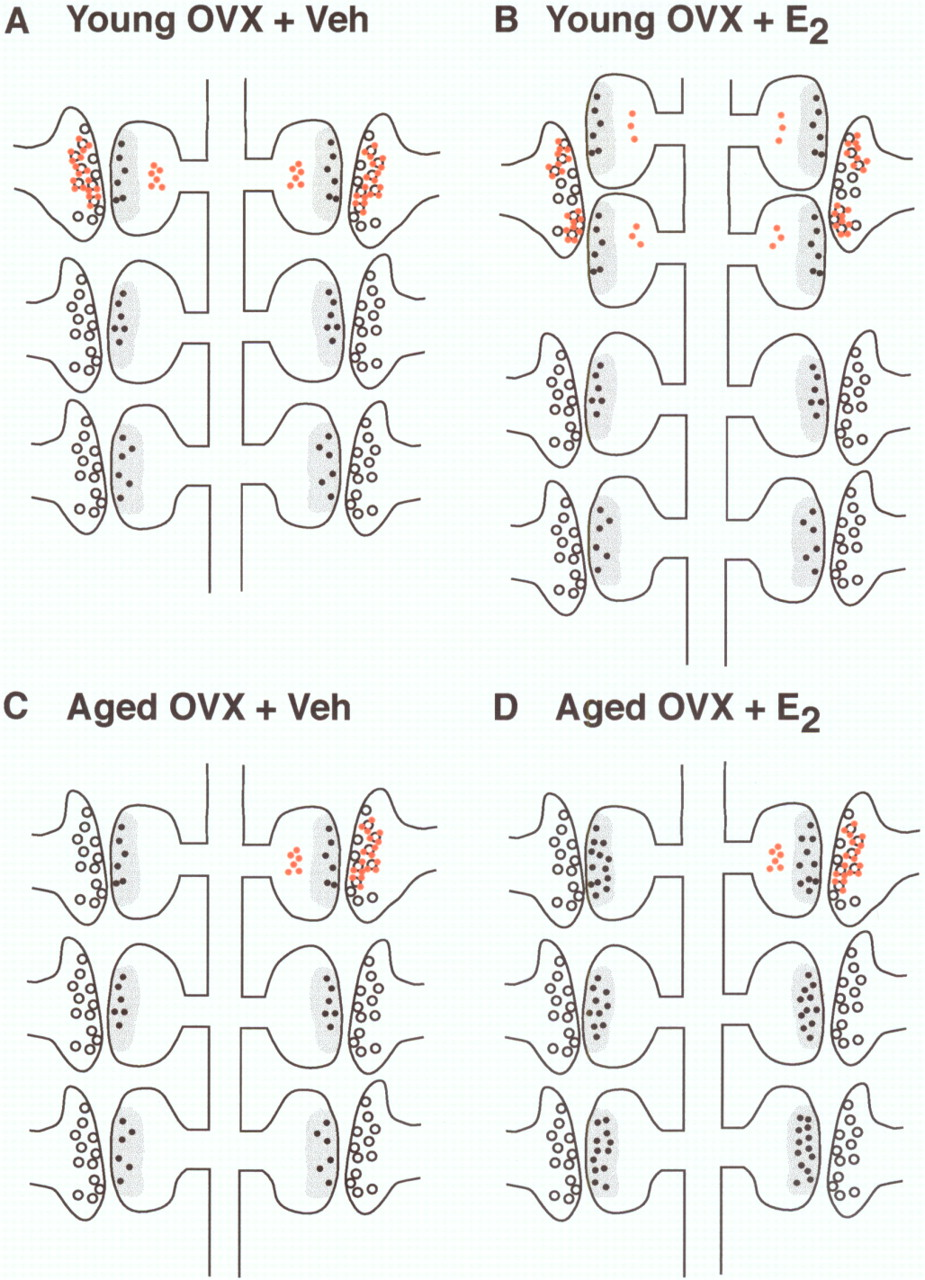 A Young OVX + Veh
B Young OVX + E2
C Aged OVX + Veh
D Aged OVX + E2